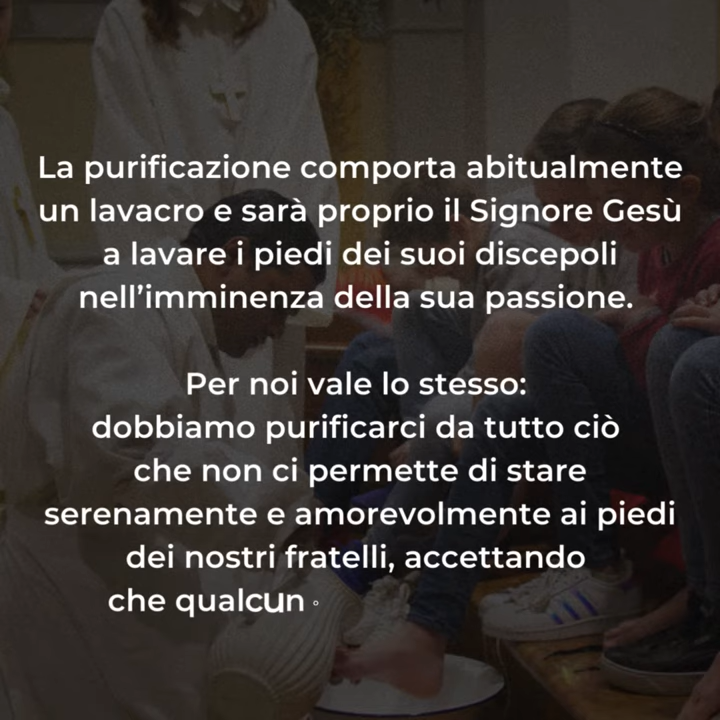 La purificazione comporta abitualmente
un lavacro e sarà proprio il Signore Gesù
a lavare i piedi dei suoi discepoli
nell’imminenza della sua passione.
Per noi vale lo stesso:
dobbiamo purificarci da tutto ciò
che non ci permette di stare
serenamente e amorevolmente ai piedi
dei nostri fratelli, accettando
che qualcun